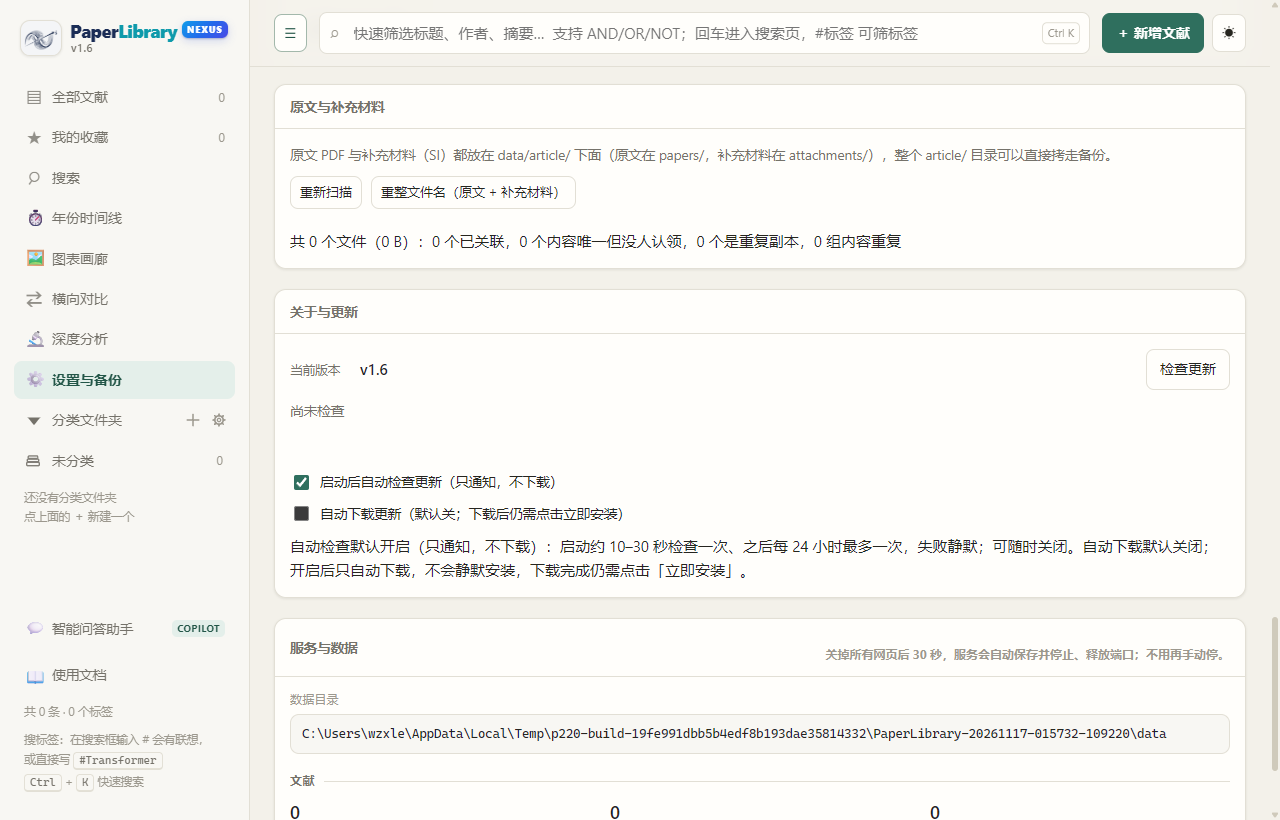 PaperLibrary NEXUS
v1.6
全部文献 0
我的收藏 0
搜索
年份时间线
图表画廊
横向对比
深度分析
设置与备份
分类文件夹
未分类 0
还没有分类文件夹
点上面的 + 新建一个
智能问答助手 COPILOT
使用文档
共 0 条 · 0 个标签
搜标签：在搜索框输入 # 会有联想，
或直接写 #Transformer
Ctrl + K 快速搜索
快速筛选标题、作者、摘要… 支持 AND/OR/NOT；回车进入搜索页，#标签 可筛标签 Ctrl K
+ 新增文献
原文与补充材料
原文 PDF 与补充材料（SI）都放在 data/article/ 下面（原文在 papers/，补充材料在 attachments/），整个 article/ 目录可以直接拷走备份。
重新扫描 重整文件名（原文 + 补充材料）
共 0 个文件（0 B）：0 个已关联，0 个内容唯一但没人认领，0 个是重复副本，0 组内容重复
关于与更新
当前版本 v1.6 检查更新
尚未检查
启动后自动检查更新（只通知，不下载）
自动下载更新（默认关；下载后仍需点击立即安装）
自动检查默认开启（只通知，不下载）：启动约 10–30 秒检查一次、之后每 24 小时最多一次，失败静默；可随时关闭。自动下载默认关闭；
开启后只自动下载，不会静默安装，下载完成仍需点击「立即安装」。
服务与数据 关掉所有网页后 30 秒，服务会自动保存并停止、释放端口；不用再手动停。
数据目录
C:\Users\wzxle\AppData\Local\Temp\p220-build-19fe991dbb5b4edf8b193dae35814332\PaperLibrary-20261117-015732-109220\data
文献
0 0 0